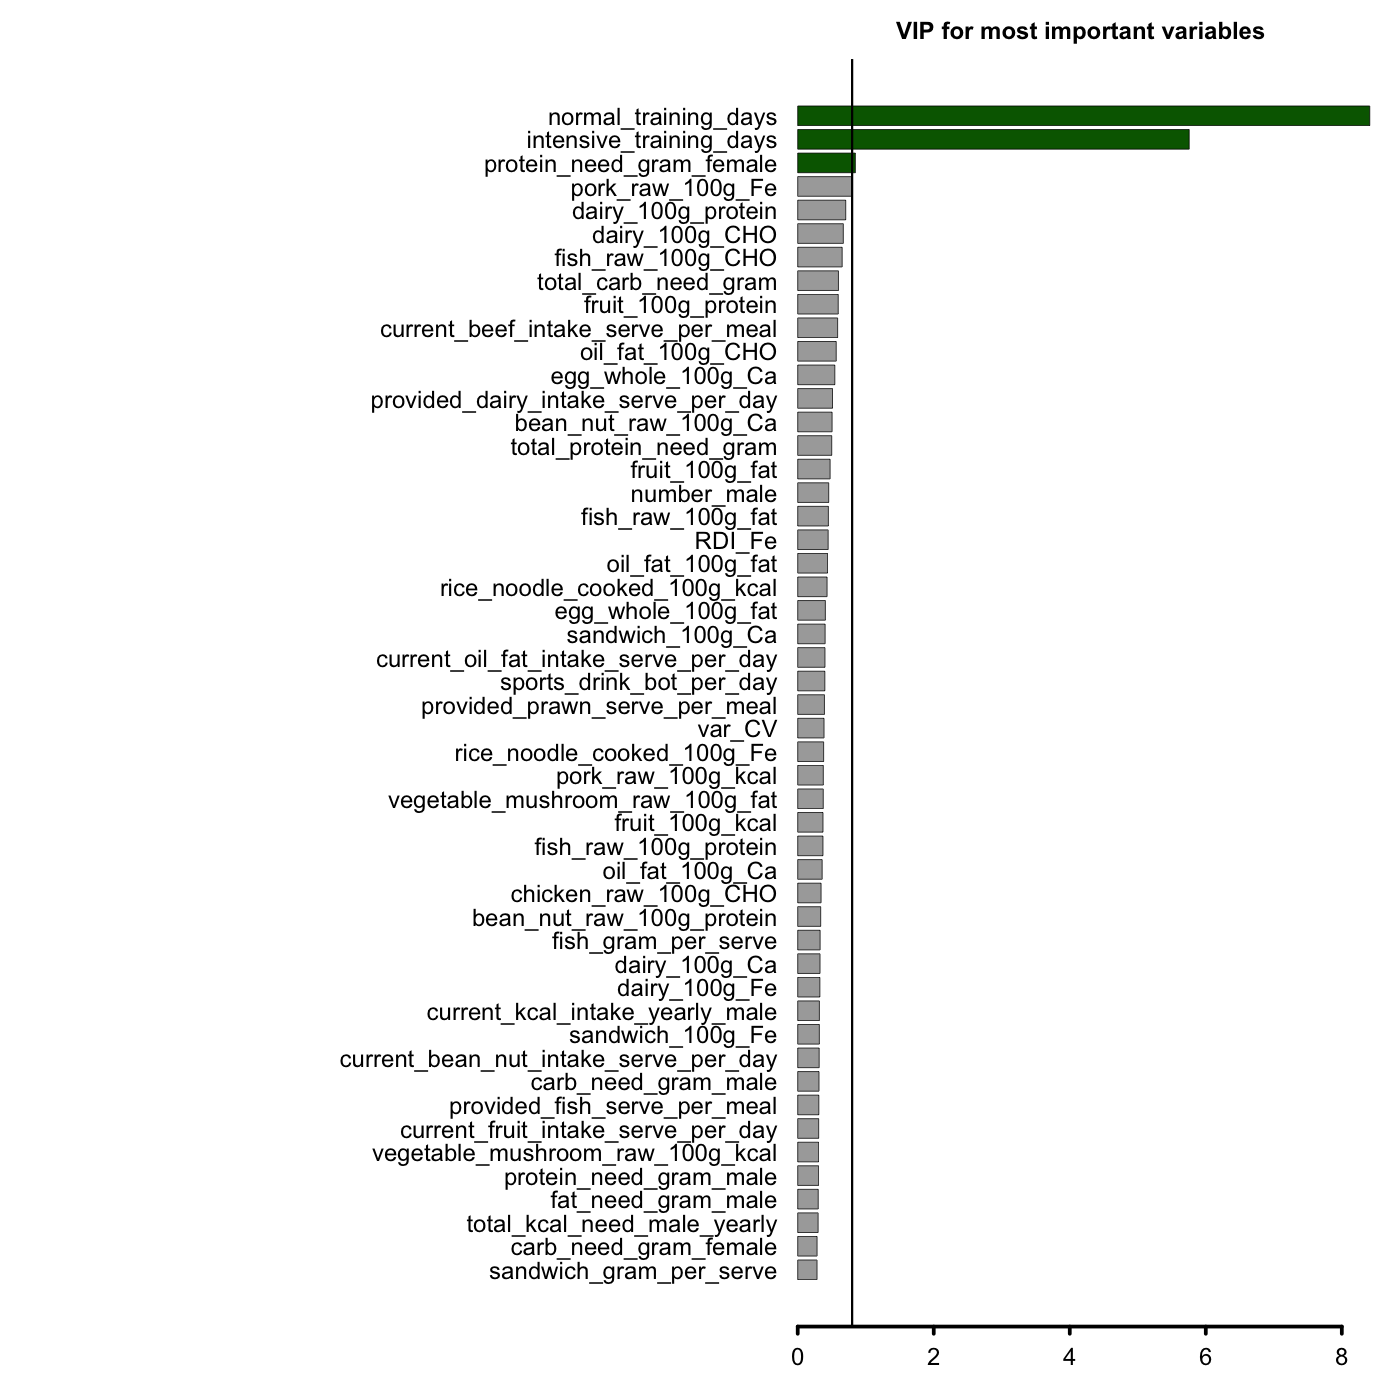 VIP for most important variables
normal_training_days
intensive_training_days
protein_need_gram_female
pork_raw_100g_Fe
dairy_100g_protein
dairy_100g_CHO
fish_raw_100g_CHO
total_carb_need_gram
fruit_100g_protein
current_beef_intake_serve_per_meal
oil_fat_100g_CHO
egg_whole_100g_Ca
provided_dairy_intake_serve_per_day
bean_nut_raw_100g_Ca
total_protein_need_gram
fruit_100g_fat
number_male
fish_raw_100g_fat
RDI_Fe
oil_fat_100g_fat
rice_noodle_cooked_100g_kcal
egg_whole_100g_fat
sandwich_100g_Ca
current_oil_fat_intake_serve_per_day
sports_drink_bot_per_day
provided_prawn_serve_per_meal
var_CV
rice_noodle_cooked_100g_Fe
pork_raw_100g_kcal
vegetable_mushroom_raw_100g_fat
fruit_100g_kcal
fish_raw_100g_protein
oil_fat_100g_Ca
chicken_raw_100g_CHO
bean_nut_raw_100g_protein
fish_gram_per_serve
dairy_100g_Ca
dairy_100g_Fe
current_kcal_intake_yearly_male
sandwich_100g_Fe
current_bean_nut_intake_serve_per_day
carb_need_gram_male
provided_fish_serve_per_meal
current_fruit_intake_serve_per_day
vegetable_mushroom_raw_100g_kcal
protein_need_gram_male
fat_need_gram_male
total_kcal_need_male_yearly
carb_need_gram_female
sandwich_gram_per_serve
0 2 4 6 8